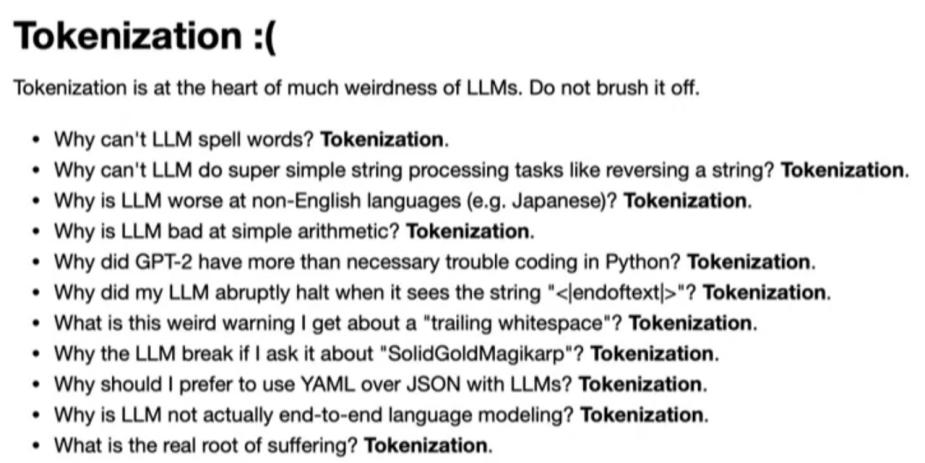 Tokenization :(
Tokenization is at the heart of much weirdness of LLMs. Do not brush it off.
• Why can't LLM spell words? Tokenization.
• Why can't LLM do super simple string processing tasks like reversing a string? Tokenization.
• Why is LLM worse at non-English languages (e.g. Japanese)? Tokenization.
• Why is LLM bad at simple arithmetic? Tokenization.
• Why did GPT-2 have more than necessary trouble coding in Python? Tokenization.
• Why did my LLM abruptly halt when it sees the string "<|endoftext|>"? Tokenization.
• What is this weird warning I get about a "trailing whitespace"? Tokenization.
• Why the LLM break if I ask it about "SolidGoldMagikarp"? Tokenization.
• Why should I prefer to use YAML over JSON with LLMs? Tokenization.
• Why is LLM not actually end-to-end language modeling? Tokenization.
• What is the real root of suffering? Tokenization.